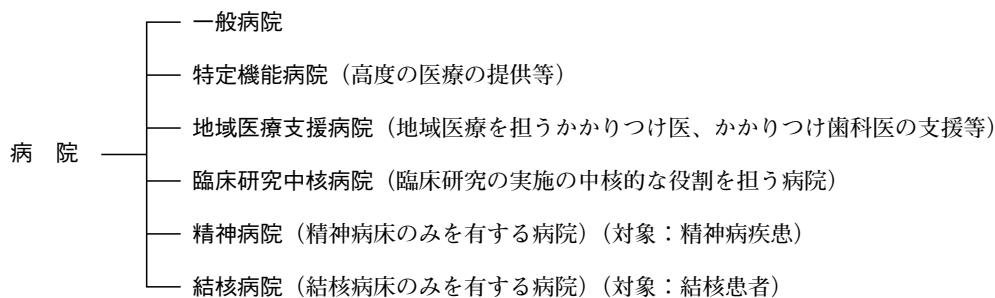 一般病院
特定機能病院(高度の医療の提供等)
地域医療支援病院(地域医療を担うかかりつけ医、かかりつけ歯科医の支援等)
病　院
臨床研究中核病院(臨床研究の実施の中核的な役割を担う病院)
精神病院(精神病床のみを有する病院)(対象:精神病疾患)
結核病院(結核病床のみを有する病院)(対象:結核患者)